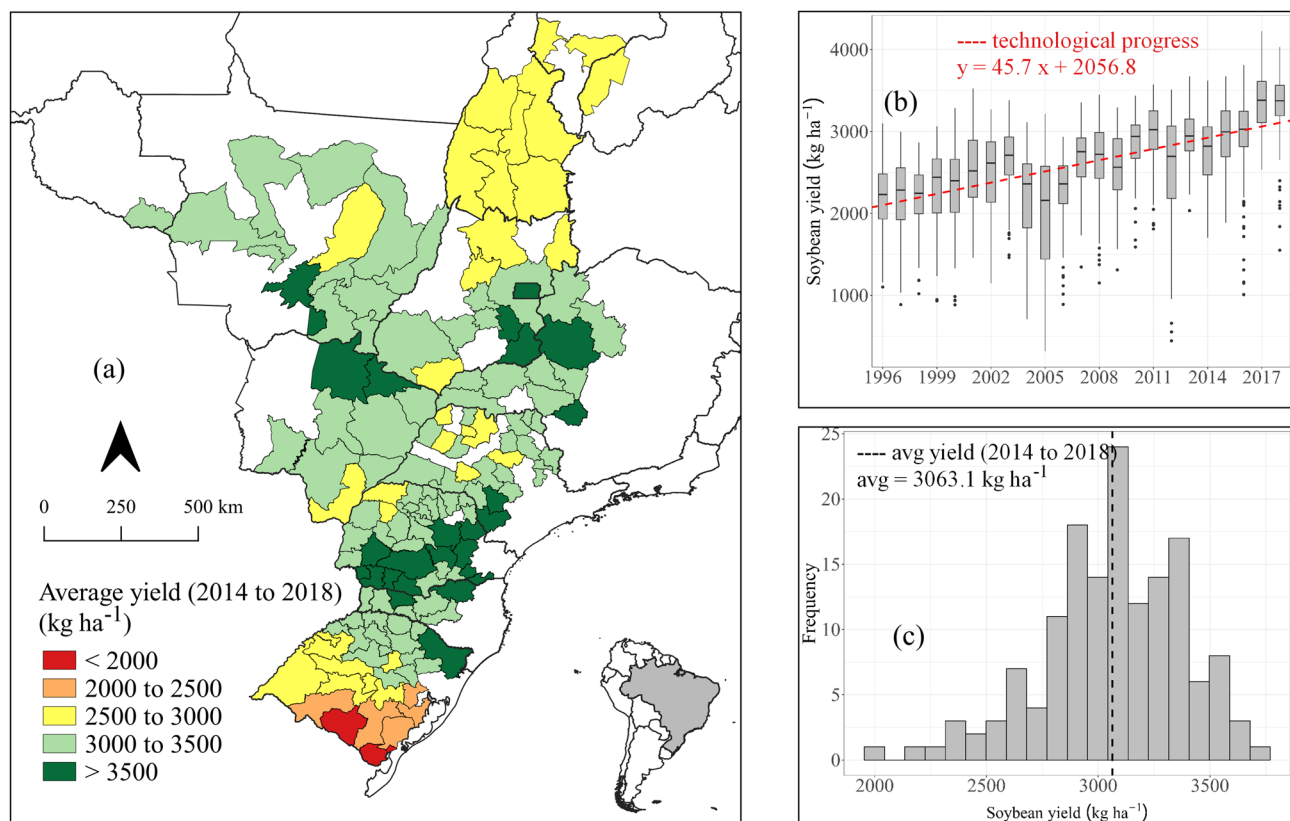 (a)
0 250 500 km
Average yield (2014 to 2018)
(kg ha⁻¹)
< 2000
2000 to 2500
2500 to 3000
3000 to 3500
> 3500
technological progress
y = 45.7 x + 2056.8
(b)
Soybean yield (kg ha⁻¹)
4000
3000
2000
1000
1996 1999 2002 2005 2008 2011 2014 2017
avg yield (2014 to 2018)
avg = 3063.1 kg ha⁻¹
(c)
Frequency
25
20
15
10
5
0
2000 2500 3000 3500
Soybean yield (kg ha⁻¹)